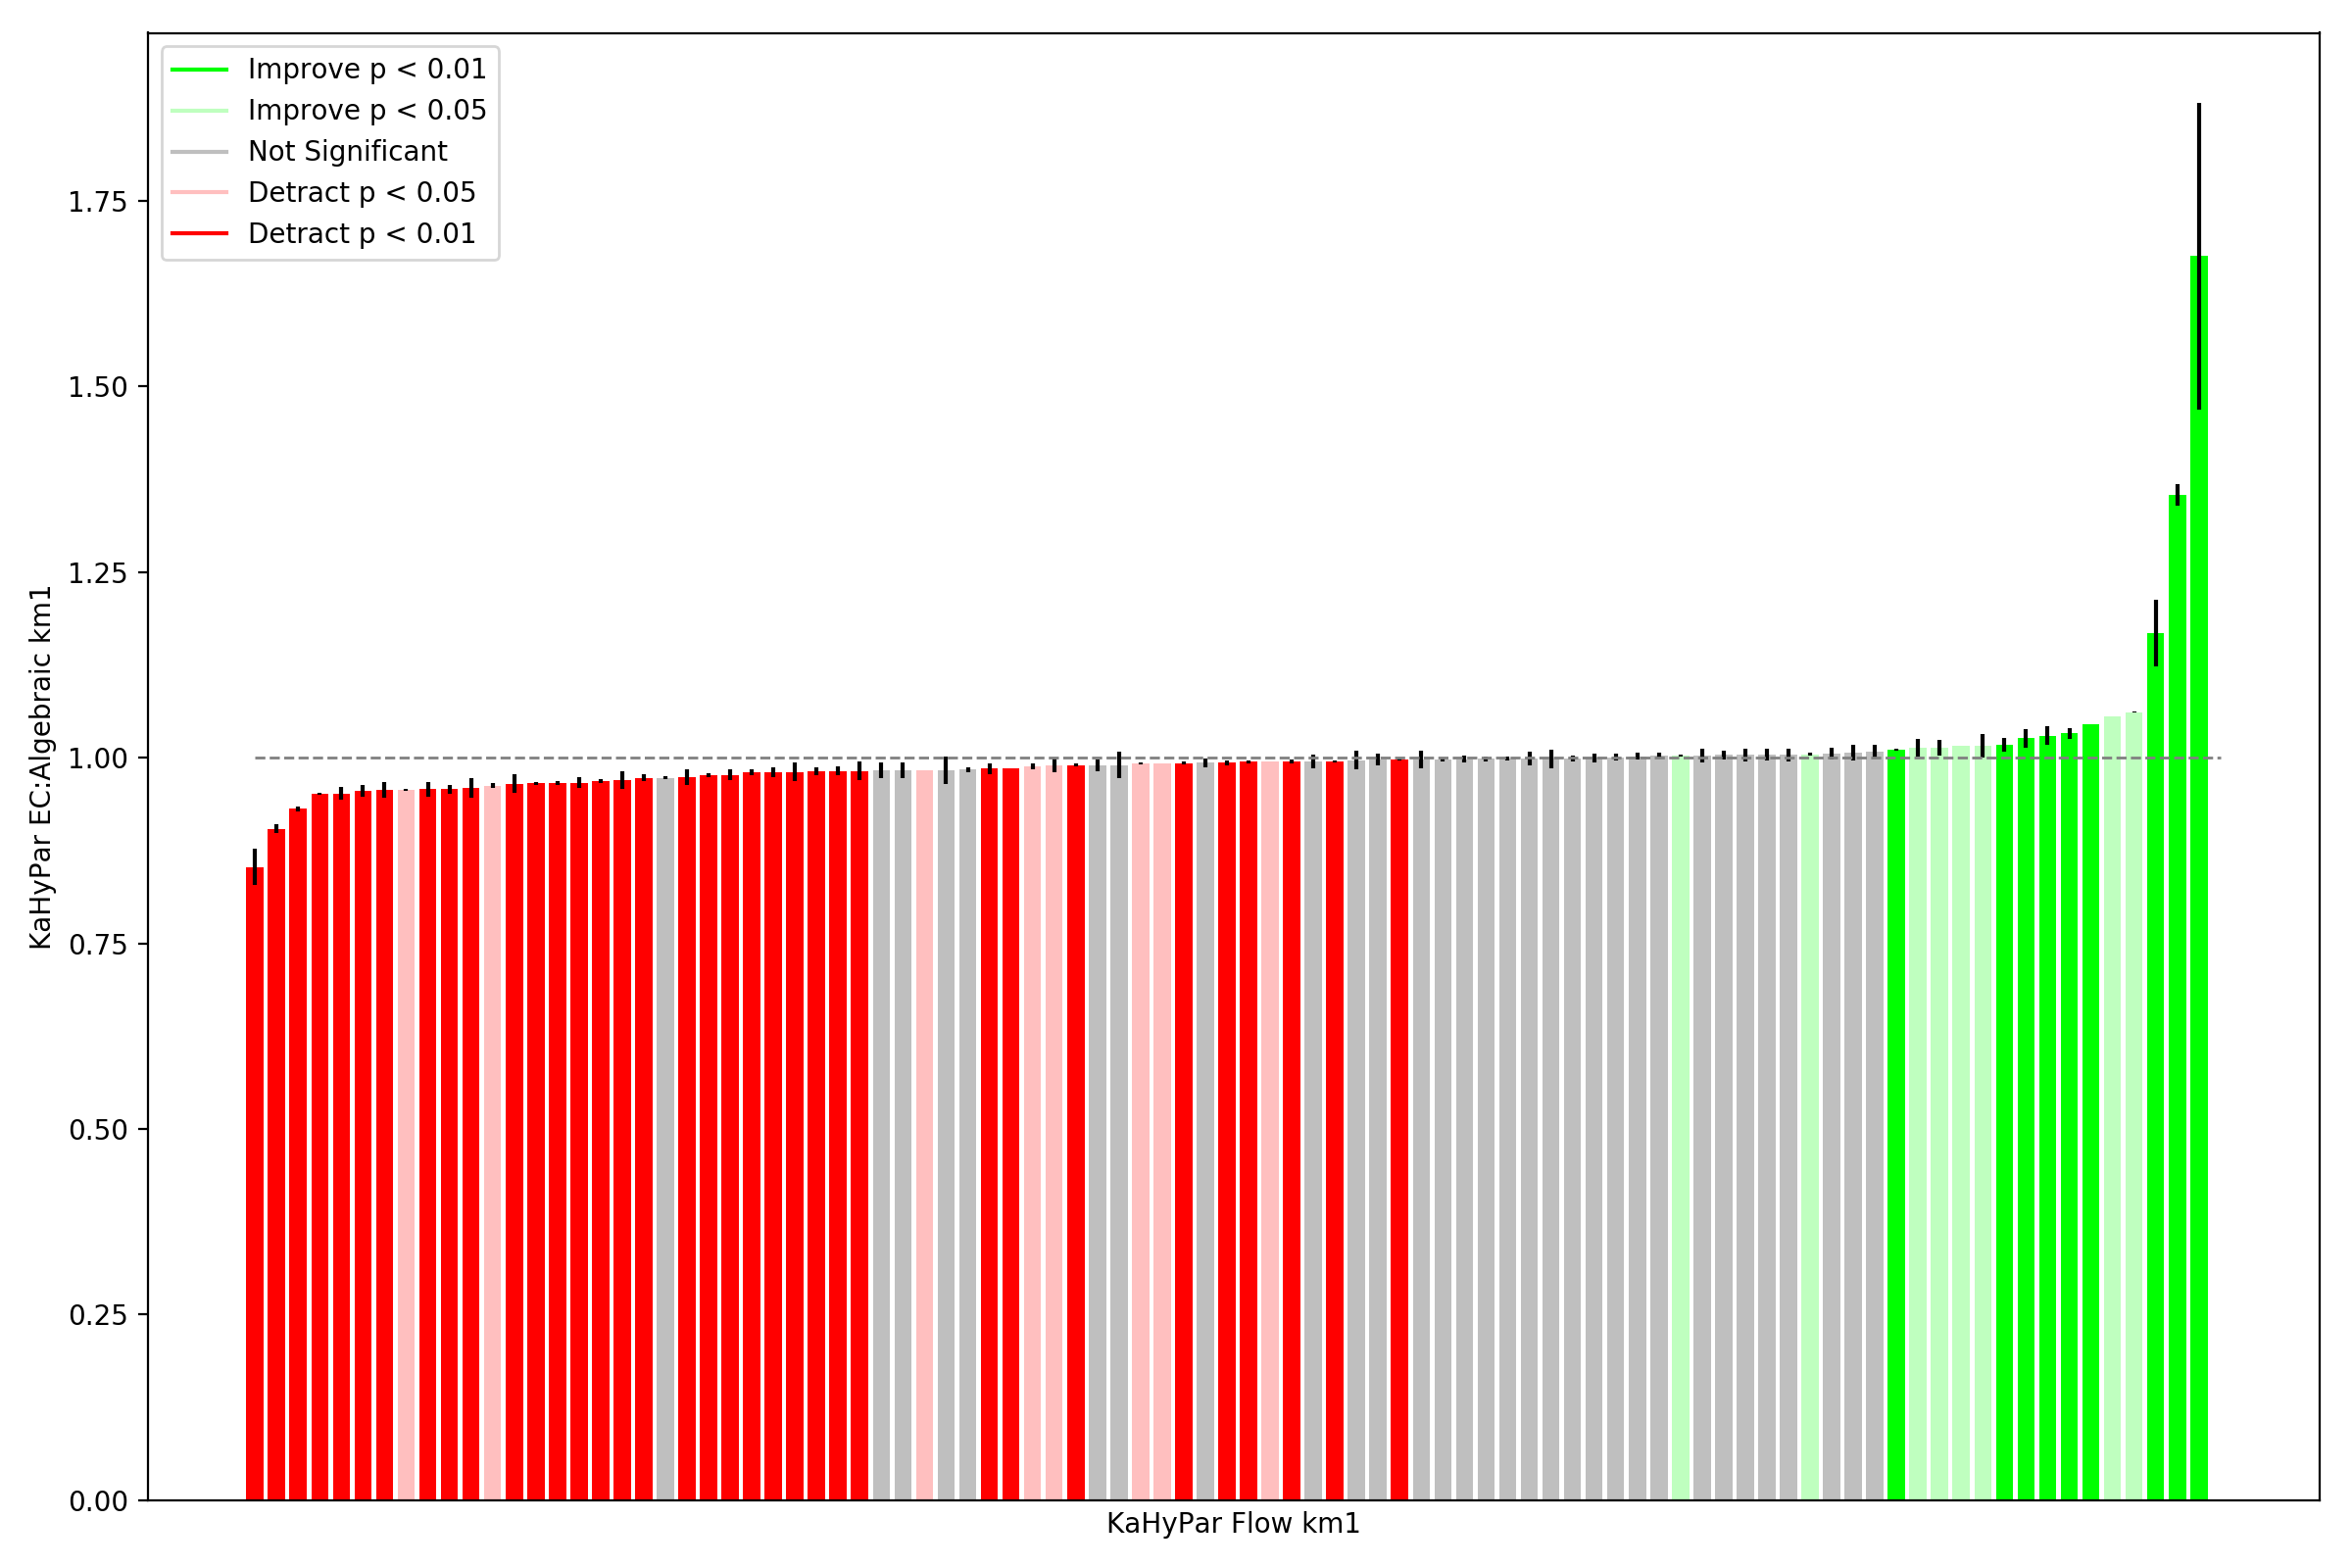 Improve p < 0.01
Improve p < 0.05
Not Significant
Detract p < 0.05
Detract p < 0.01
1.75
1.50
1.25
1.00
0.75
0.50
0.25
0.00
KaHyPar EC:Algebraic km1
KaHyPar Flow km1